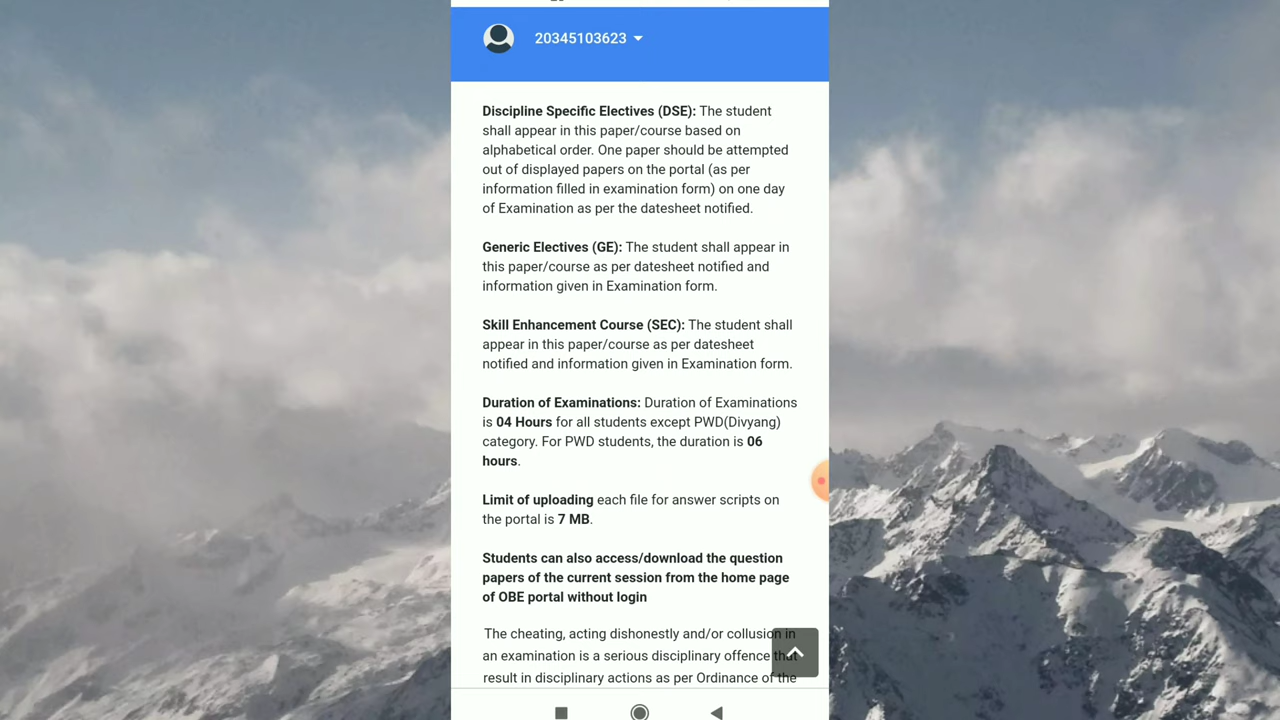 20345103623
Discipline Specific Electives (DSE): The student
shall appear in this paper/course based on
alphabetical order. One paper should be attempted
out of displayed papers on the portal (as per
information filled in examination form) on one day
of Examination as per the datesheet notified.
Generic Electives (GE): The student shall appear in
this paper/course as per datesheet notified and
information given in Examination form.
Skill Enhancement Course (SEC): The student shall
appear in this paper/course as per datesheet
notified and information given in Examination form.
Duration of Examinations: Duration of Examinations
is 04 Hours for all students except PWD(Divyang)
category. For PWD students, the duration is 06
hours.
Limit of uploading each file for answer scripts on
the portal is 7 MB.
Students can also access/download the question
papers of the current session from the home page
of OBE portal without login
The cheating, acting dishonestly and/or collusion in
an examination is a serious disciplinary offence that
result in disciplinary actions as per Ordinance of the